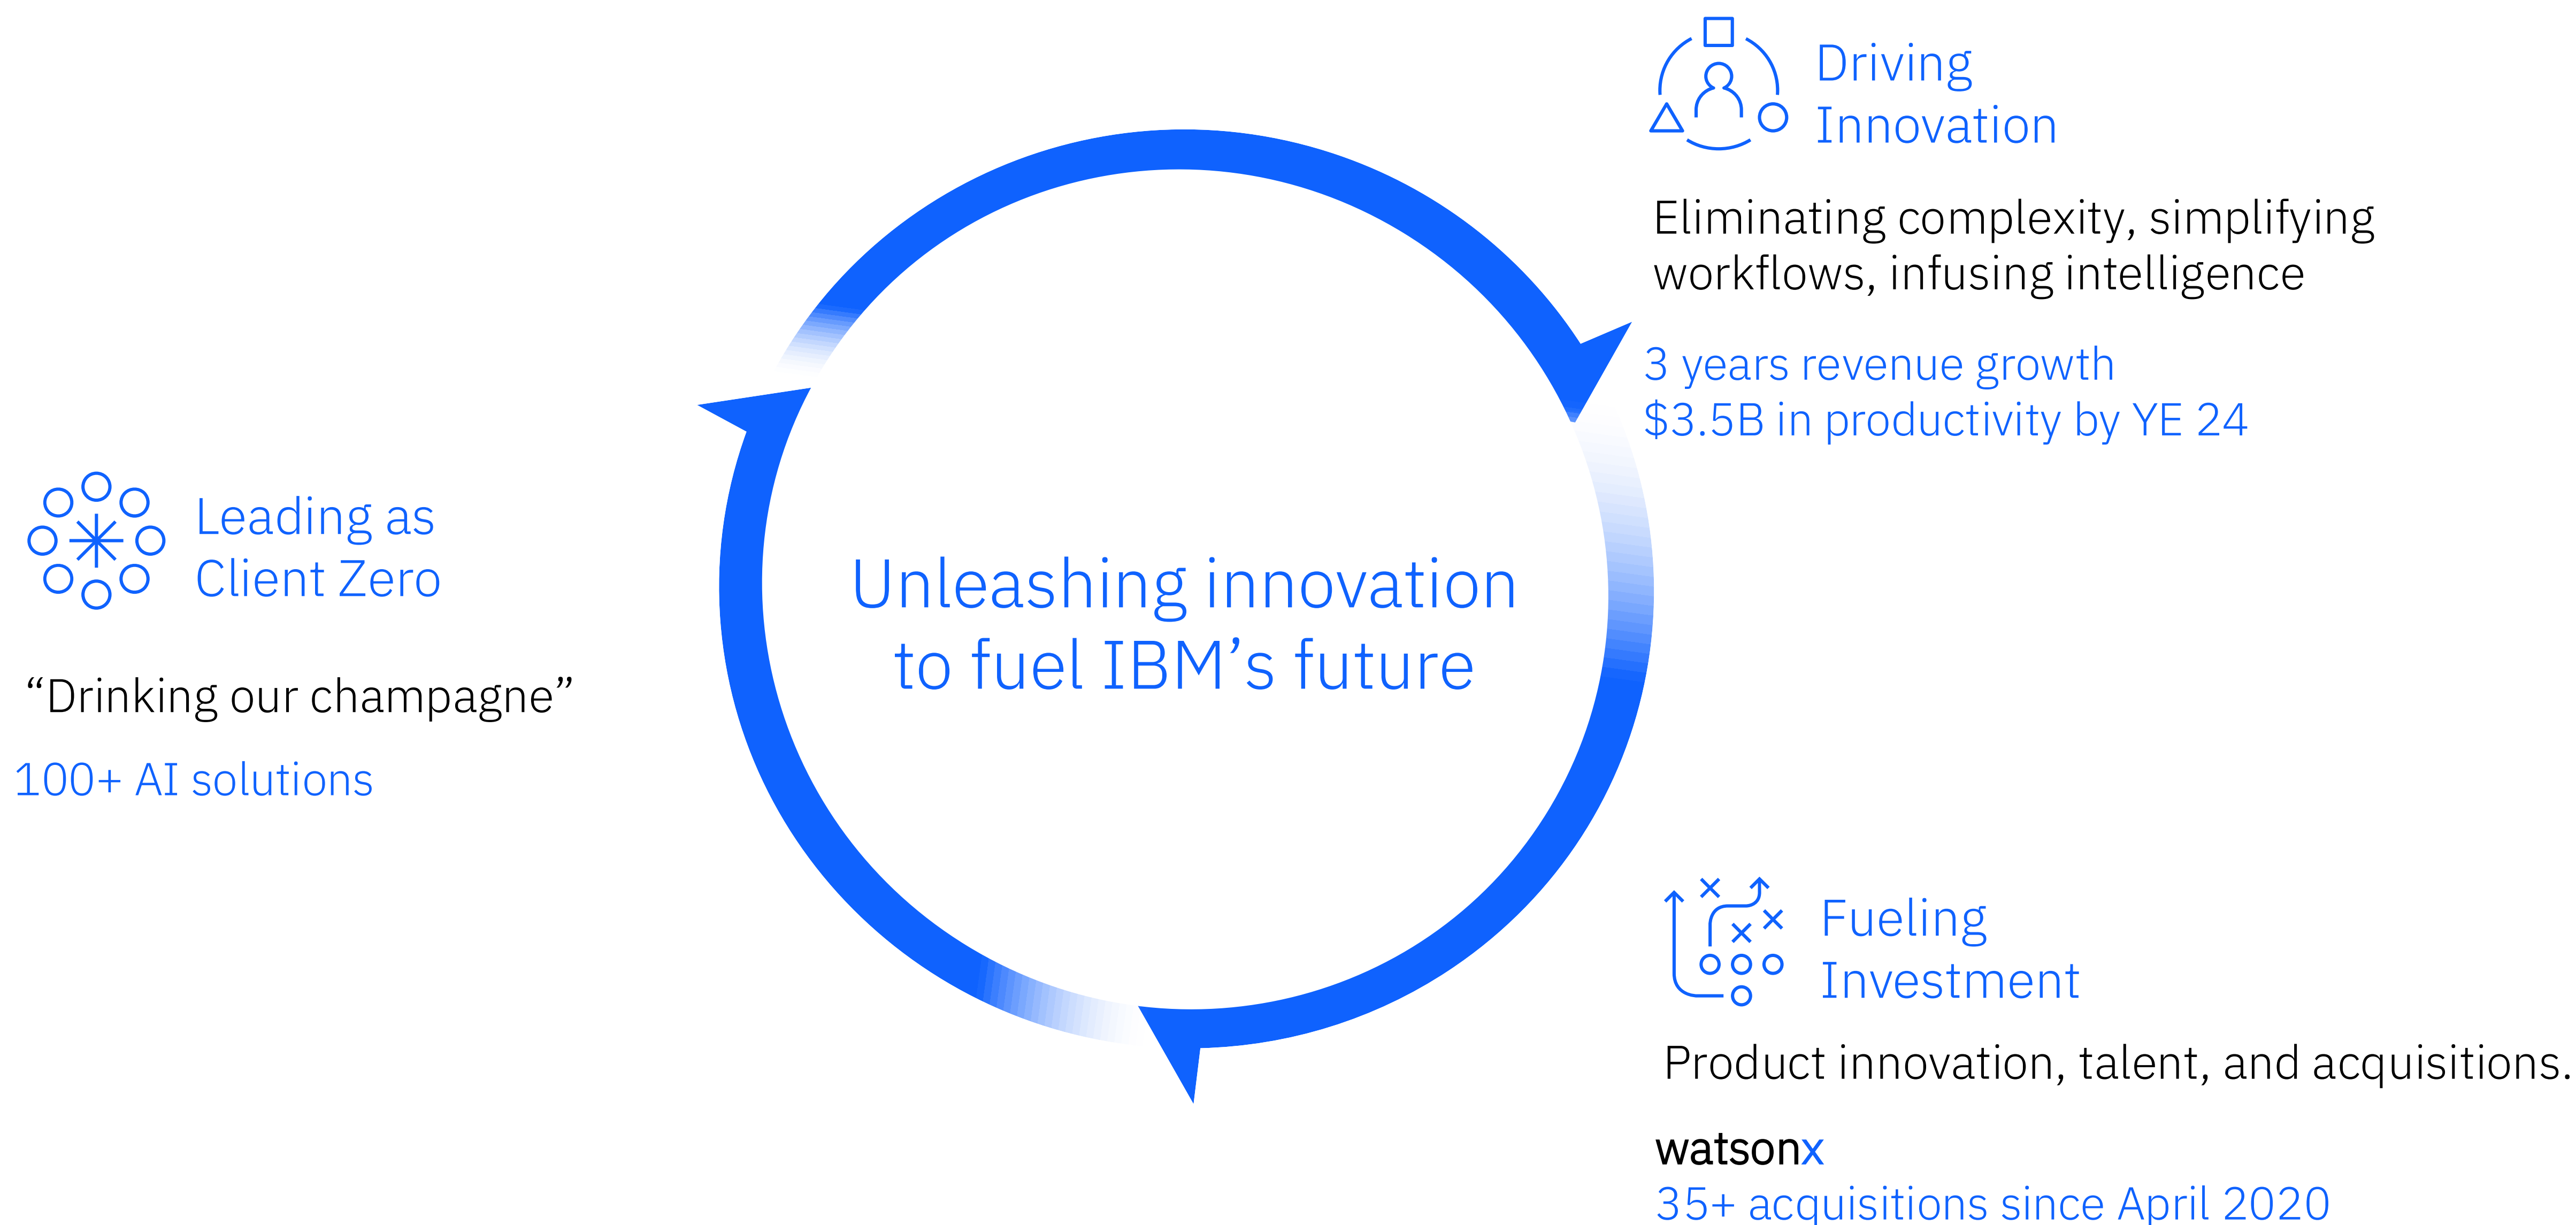 Driving
Innovation
Eliminating complexity, simplifying
workflows, infusing intelligence
3 years revenue growth
$3.5B in productivity by YE 24
Leading as
Client Zero
“Drinking our champagne”
100+ AI solutions
Unleashing innovation
to fuel IBM’s future
Fueling
Investment
Product innovation, talent, and acquisitions.
watsonx
35+ acquisitions since April 2020